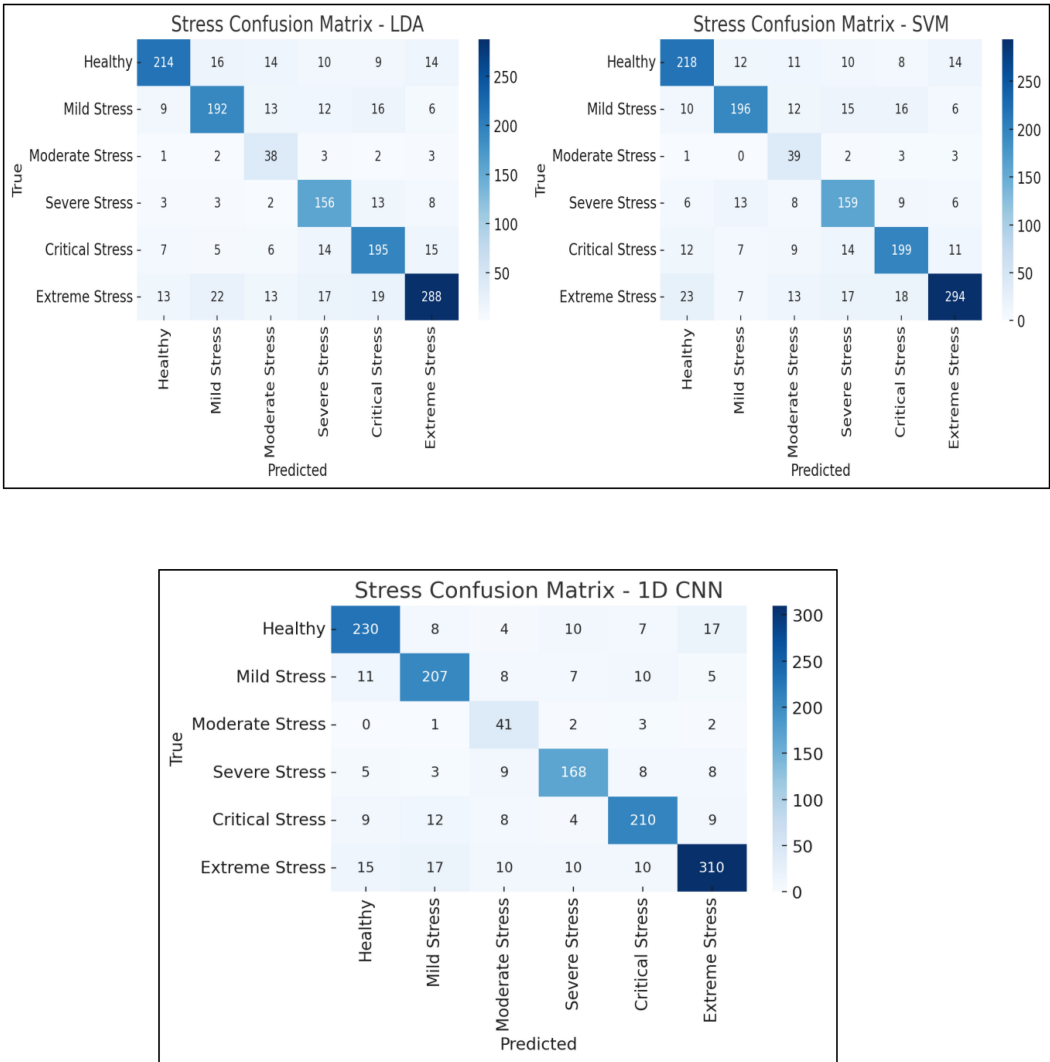 Stress Confusion Matrix - LDA
Healthy 214 16 14 10 9 14
Mild Stress 9 192 13 12 16 6
Moderate Stress 1 2 38 3 2 3
Severe Stress 3 3 2 156 13 8
Critical Stress 7 5 6 14 195 15
Extreme Stress 13 22 13 17 19 288
True
Healthy Mild Stress Moderate Stress Severe Stress Critical Stress Extreme Stress
Predicted
250
200
150
100
50
Stress Confusion Matrix - SVM
Healthy 218 12 11 10 8 14
Mild Stress 10 196 12 15 16 6
Moderate Stress 1 0 39 2 3 3
Severe Stress 6 13 8 159 9 6
Critical Stress 12 7 9 14 199 11
Extreme Stress 23 7 13 17 18 294
True
Healthy Mild Stress Moderate Stress Severe Stress Critical Stress Extreme Stress
Predicted
250
200
150
100
50
0
Stress Confusion Matrix - 1D CNN
Healthy 230 8 4 10 7 17
Mild Stress 11 207 8 7 10 5
Moderate Stress 0 1 41 2 3 2
Severe Stress 5 3 9 168 8 8
Critical Stress 9 12 8 4 210 9
Extreme Stress 15 17 10 10 10 310
True
Healthy Mild Stress Moderate Stress Severe Stress Critical Stress Extreme Stress
Predicted
300
250
200
150
100
50
0